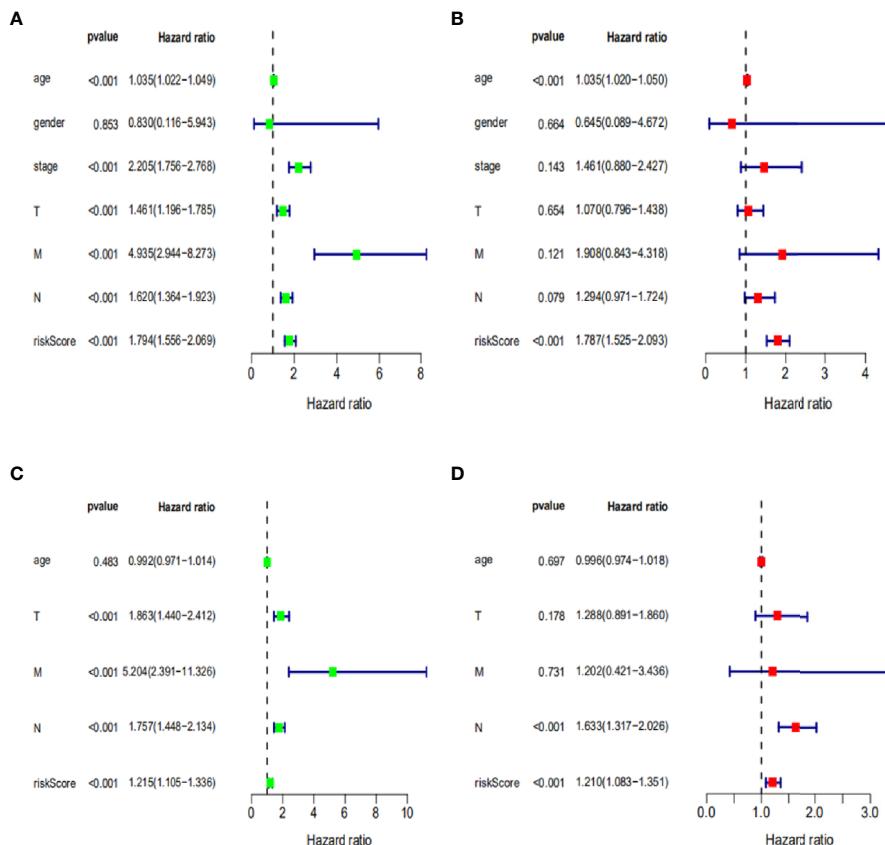 A
pvalue Hazard ratio
age <0.001 1.035(1.022−1.049)
gender 0.853 0.830(0.116−5.943)
stage <0.001 2.205(1.756−2.768)
T <0.001 1.461(1.196−1.785)
M <0.001 4.935(2.944−8.273)
N <0.001 1.620(1.364−1.923)
riskScore <0.001 1.794(1.556−2.069)
0 2 4 6 8
Hazard ratio
B
pvalue Hazard ratio
age <0.001 1.035(1.020−1.050)
gender 0.664 0.645(0.089−4.672)
stage 0.143 1.461(0.880−2.427)
T 0.654 1.070(0.796−1.438)
M 0.121 1.908(0.843−4.318)
N 0.079 1.294(0.971−1.724)
riskScore <0.001 1.787(1.525−2.093)
0 1 2 3 4
Hazard ratio
C
pvalue Hazard ratio
age 0.483 0.992(0.971−1.014)
T <0.001 1.863(1.440−2.412)
M <0.001 5.204(2.391−11.326)
N <0.001 1.757(1.448−2.134)
riskScore <0.001 1.215(1.105−1.336)
0 2 4 6 8 10
Hazard ratio
D
pvalue Hazard ratio
age 0.697 0.996(0.974−1.018)
T 0.178 1.288(0.891−1.860)
M 0.731 1.202(0.421−3.436)
N <0.001 1.633(1.317−2.026)
riskScore <0.001 1.210(1.083−1.351)
0.0 1.0 2.0 3.0
Hazard ratio